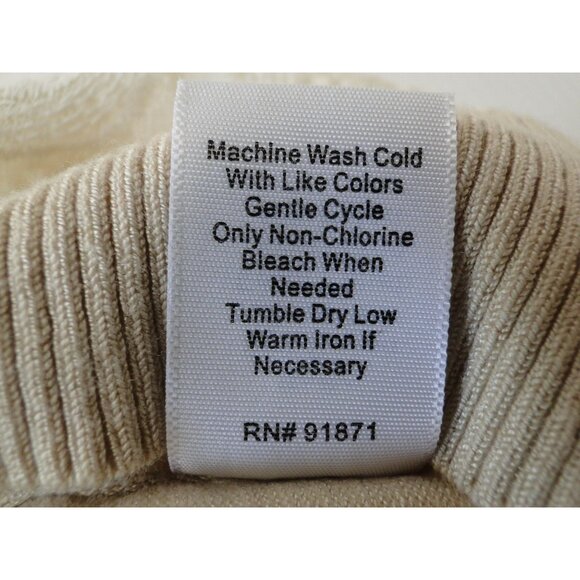 Machine Wash Cold
With Like Colors
Gentle Cycle
Only Non-Chlorine
Bleach When
Needed
Tumble Dry Low
Warm Iron If
Necessary
RN# 91871